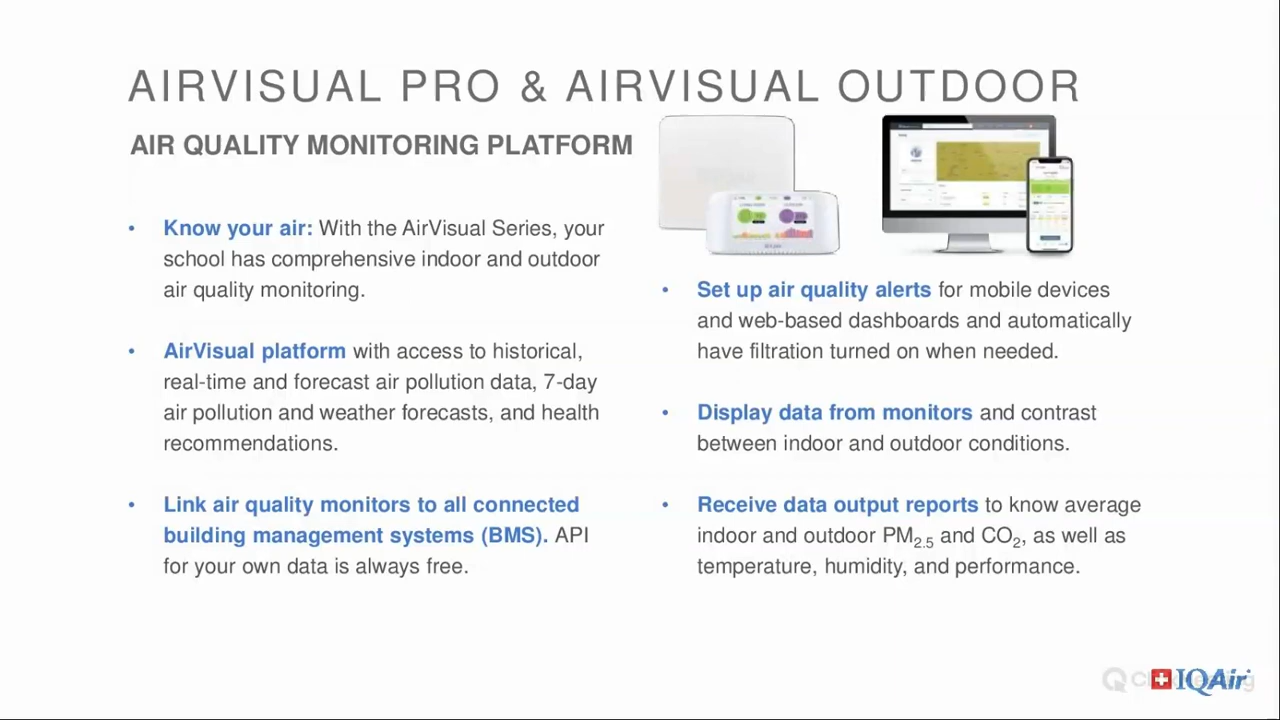 AIRVISUAL PRO & AIRVISUAL OUTDOOR
AIR QUALITY MONITORING PLATFORM
• Know your air: With the AirVisual Series, your
school has comprehensive indoor and outdoor
air quality monitoring.
• AirVisual platform with access to historical,
real-time and forecast air pollution data, 7-day
air pollution and weather forecasts, and health
recommendations.
• Link air quality monitors to all connected
building management systems (BMS). API
for your own data is always free.
• Set up air quality alerts for mobile devices
and web-based dashboards and automatically
have filtration turned on when needed.
• Display data from monitors and contrast
between indoor and outdoor conditions.
• Receive data output reports to know average
indoor and outdoor PM2.5 and CO2, as well as
temperature, humidity, and performance.
IQAir